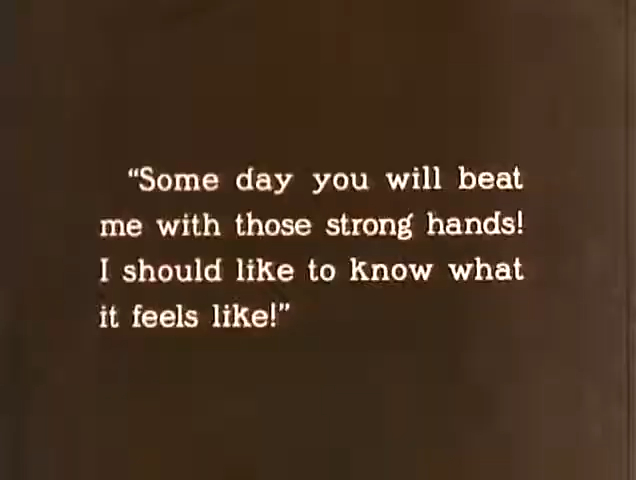 “Some day you will beat
me with those strong hands!
I should like to know what
it feels like!”